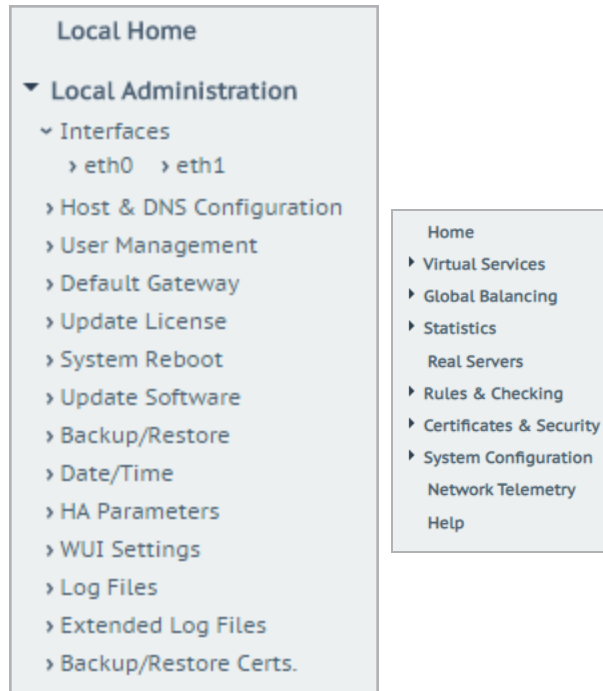 Local Home
Local Administration
Interfaces
eth0 eth1
Host & DNS Configuration
User Management
Default Gateway
Update License
System Reboot
Update Software
Backup/Restore
Date/Time
HA Parameters
WUI Settings
Log Files
Extended Log Files
Backup/Restore Certs.
Home
Virtual Services
Global Balancing
Statistics
Real Servers
Rules & Checking
Certificates & Security
System Configuration
Network Telemetry
Help